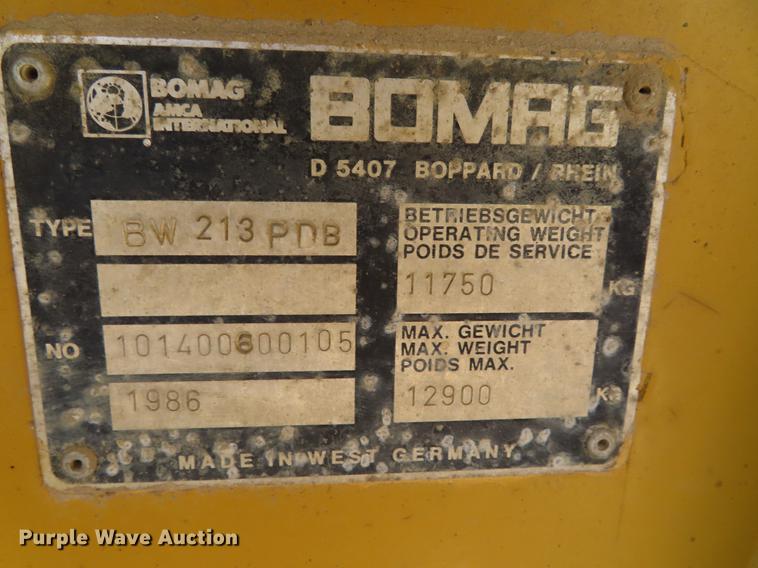 BOMAG
AMCA
INTERNATIONAL
BOMAG
D 5407 BOPPARD / RHEIN
TYPE BW 213 PDB
BETRIEBSGEWICHT
OPERATING WEIGHT
POIDS DE SERVICE
11750 KG
NO 101400600105
MAX. GEWICHT
MAX. WEIGHT
POIDS MAX.
1986
12900 KG
MADE IN WEST GERMANY
Purple Wave Auction